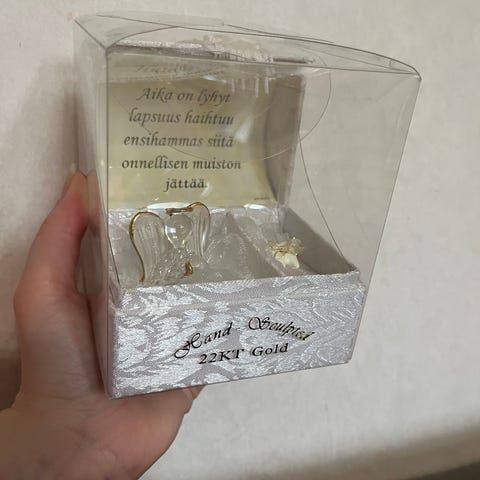 Aika on lyhyt
lapsuus haihtuu
ensihammas siitä
onnellisen muiston
jättää.
Hand Sculpted
22KT Gold